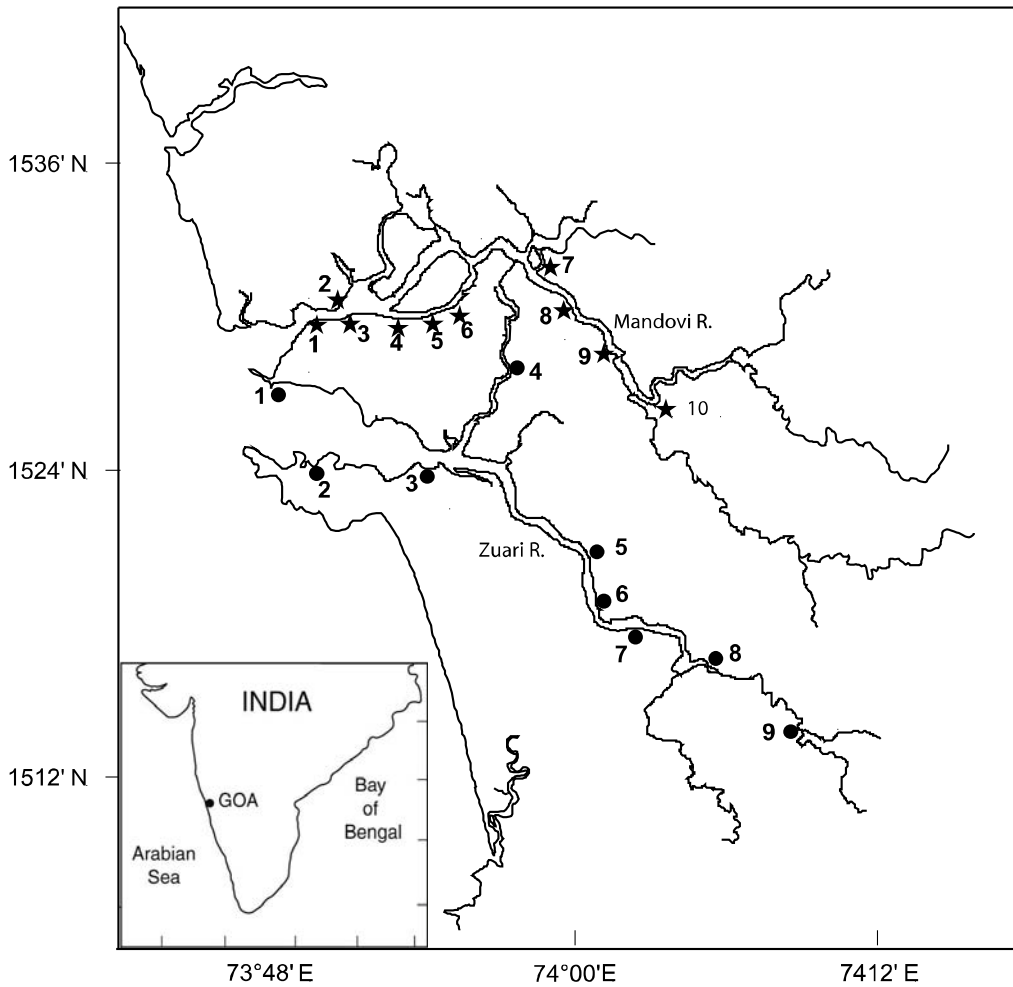 1536' N
7
2
8
Mandovi R.
1
3
4
5
6
9
4
10
1
1524' N
2
3
Zuari R.
5
6
7
8
9
INDIA
1512' N
GOA
Bay
of
Bengal
Arabian
Sea
73°48' E
74°00'E
7412' E